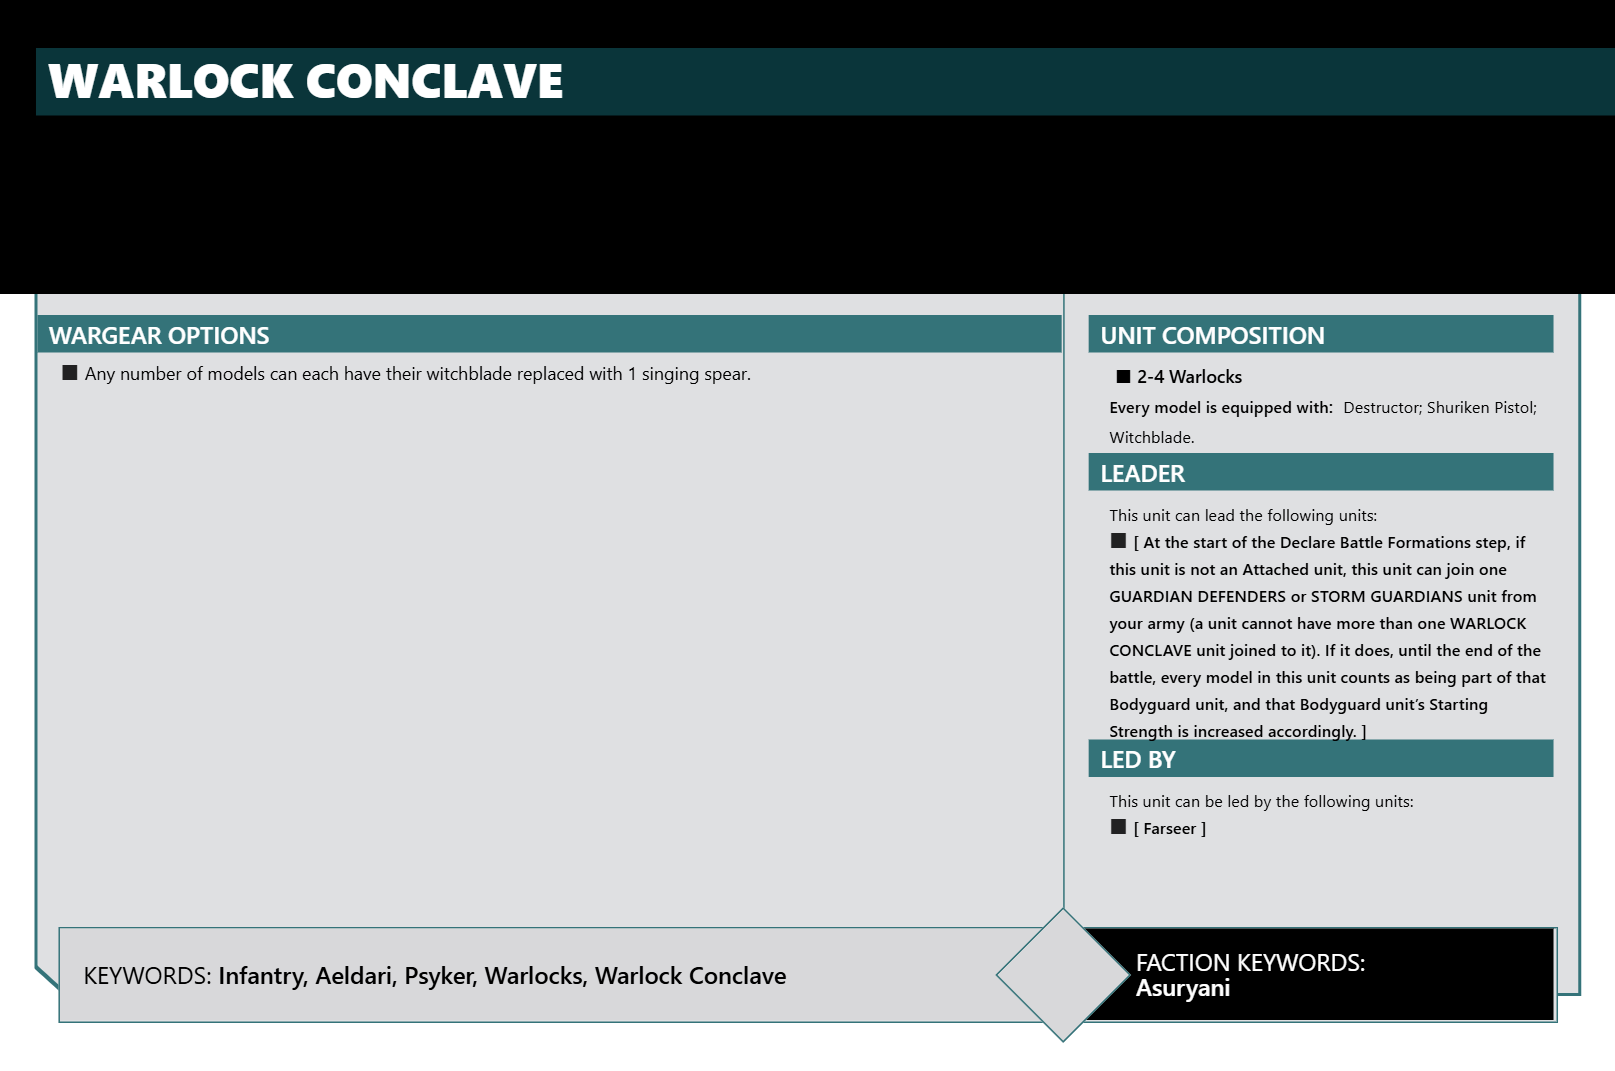 WARLOCK CONCLAVE
WARGEAR OPTIONS
■ Any number of models can each have their witchblade replaced with 1 singing spear.
UNIT COMPOSITION
■ 2-4 Warlocks
Every model is equipped with: Destructor; Shuriken Pistol;
Witchblade.
LEADER
This unit can lead the following units:
■ [ At the start of the Declare Battle Formations step, if
this unit is not an Attached unit, this unit can join one
GUARDIAN DEFENDERS or STORM GUARDIANS unit from
your army (a unit cannot have more than one WARLOCK
CONCLAVE unit joined to it). If it does, until the end of the
battle, every model in this unit counts as being part of that
Bodyguard unit, and that Bodyguard unit's Starting
Strength is increased accordingly. ]
LED BY
This unit can be led by the following units:
■ [ Farseer ]
KEYWORDS: Infantry, Aeldari, Psyker, Warlocks, Warlock Conclave
FACTION KEYWORDS:
Asuryani